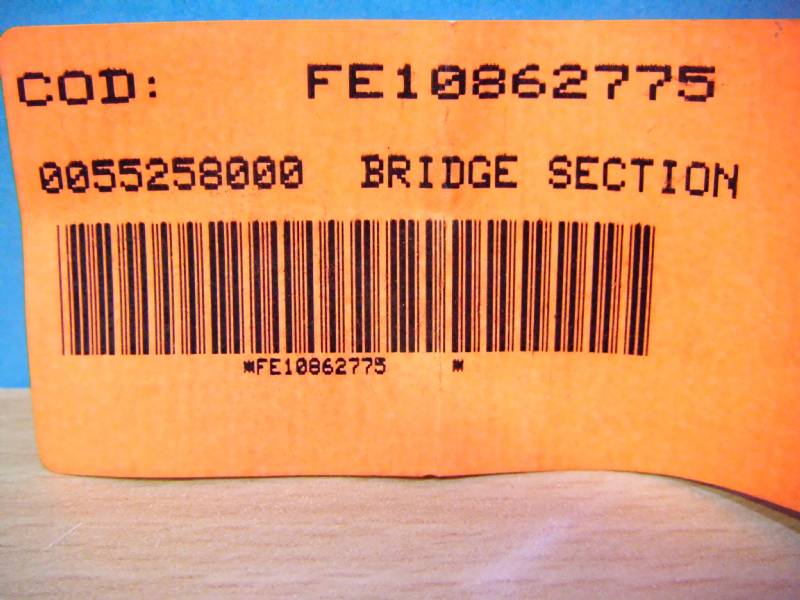 COD: FE10862775
0055258000 BRIDGE SECTION
*FE10862775 *